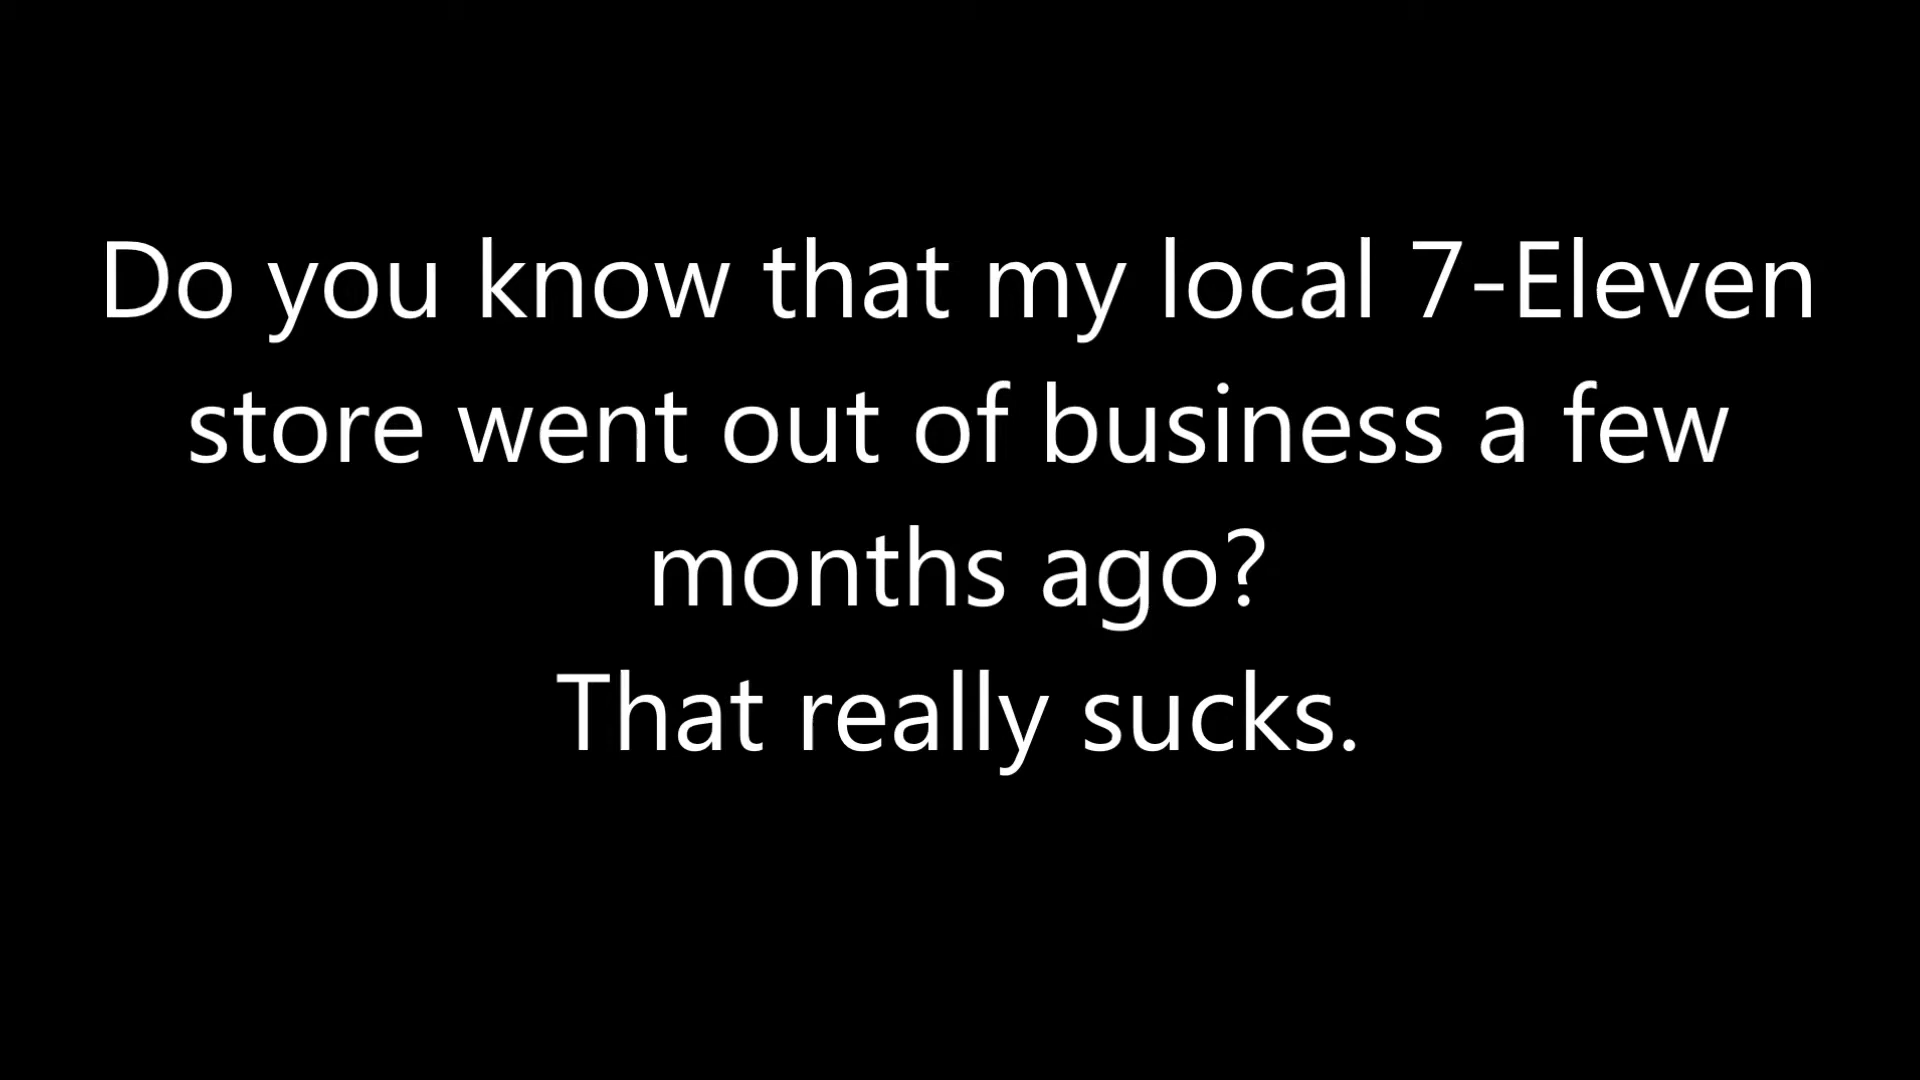 Do you know that my local 7-Eleven
store went out of business a few
months ago?
That really sucks.